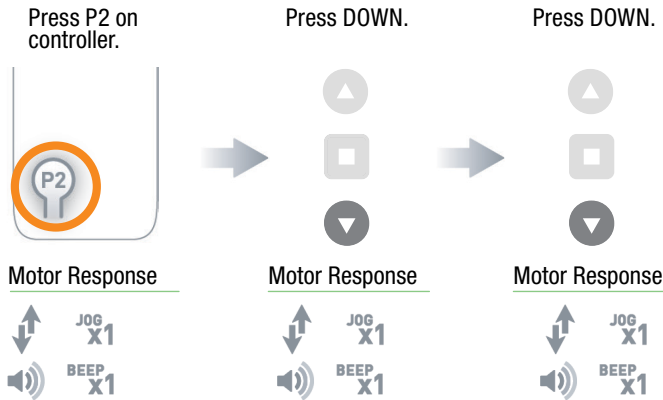 Press P2 on
controller.
Press DOWN.
Press DOWN.
P2
Motor Response
Motor Response
Motor Response
JOG
X1
JOG
X1
JOG
X1
BEEP
X1
BEEP
X1
BEEP
X1